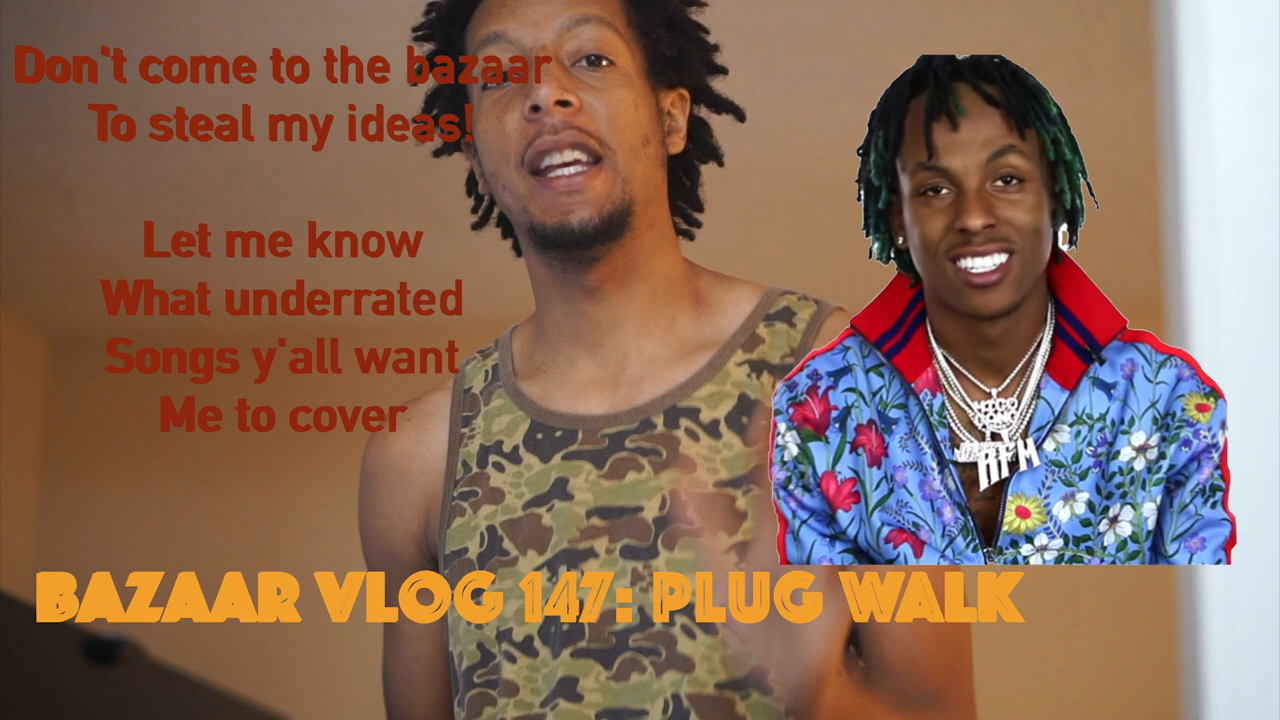 Don't come to the bazaar
To steal my ideas!
Let me know
What underrated
Songs y'all want
Me to cover
RFM
BAZAAR VLOG 147: PLUG WALK